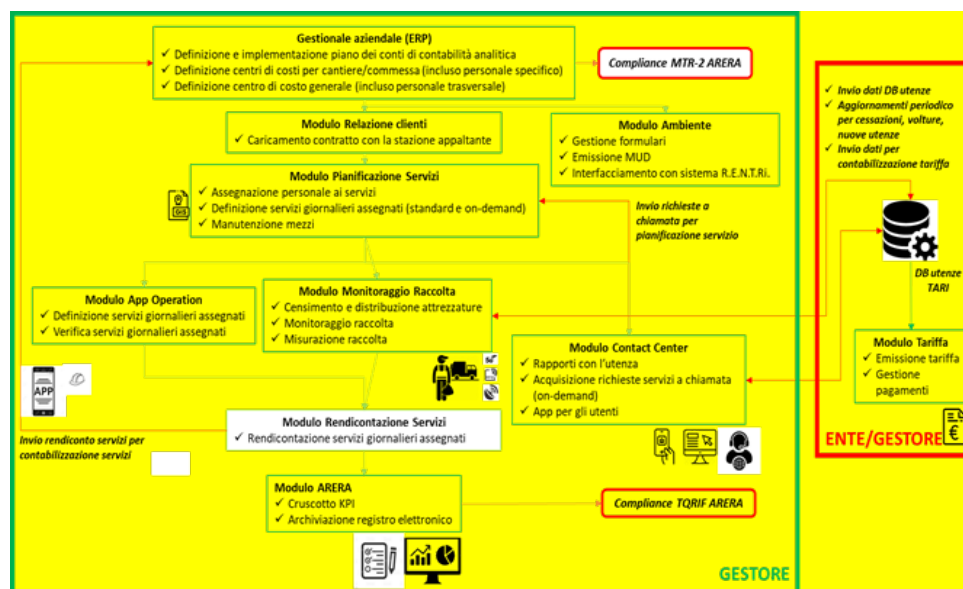 Gestionale aziendale (ERP)
✓ Definizione e implementazione piano dei conti di contabilità analitica
✓ Definizione centri di costi per cantiere/commessa (incluso personale specifico)
✓ Definizione centro di costo generale (incluso personale trasversale)
Compliance MTR-2 ARERA
Modulo Relazione clienti
✓ Caricamento contratto con la stazione appaltante
Modulo Ambiente
✓ Gestione formulari
✓ Emissione MUD
✓ Interfacciamento con sistema R.E.N.T.Ri.
Modulo Pianificazione Servizi
✓ Assegnazione personale ai servizi
✓ Definizione servizi giornalieri assegnati (standard e on-demand)
✓ Manutenzione mezzi
GIS
Invio richieste a
chiamata per
pianificazione servizio
Modulo App Operation
✓ Definizione servizi giornalieri assegnati
✓ Verifica servizi giornalieri assegnati
Modulo Monitoraggio Raccolta
✓ Censimento e distribuzione attrezzature
✓ Monitoraggio raccolta
✓ Misurazione raccolta
Modulo Contact Center
✓ Rapporti con l'utenza
✓ Acquisizione richieste servizi a chiamata
(on-demand)
✓ App per gli utenti
APP
Modulo Rendicontazione Servizi
✓ Rendicontazione servizi giornalieri assegnati
Invio rendiconto servizi per
contabilizzazione servizi
Modulo ARERA
✓ Cruscotto KPI
✓ Archiviazione registro elettronico
Compliance TQRIF ARERA
GESTORE
✓ Invio dati DB utenze
✓ Aggiornamenti periodico
per cessazioni, volture,
nuove utenze
✓ Invio dati per
contabilizzazione tariffa
DB utenze
TARI
Modulo Tariffa
✓ Emissione tariffa
✓ Gestione
pagamenti
ENTE/GESTORE
€